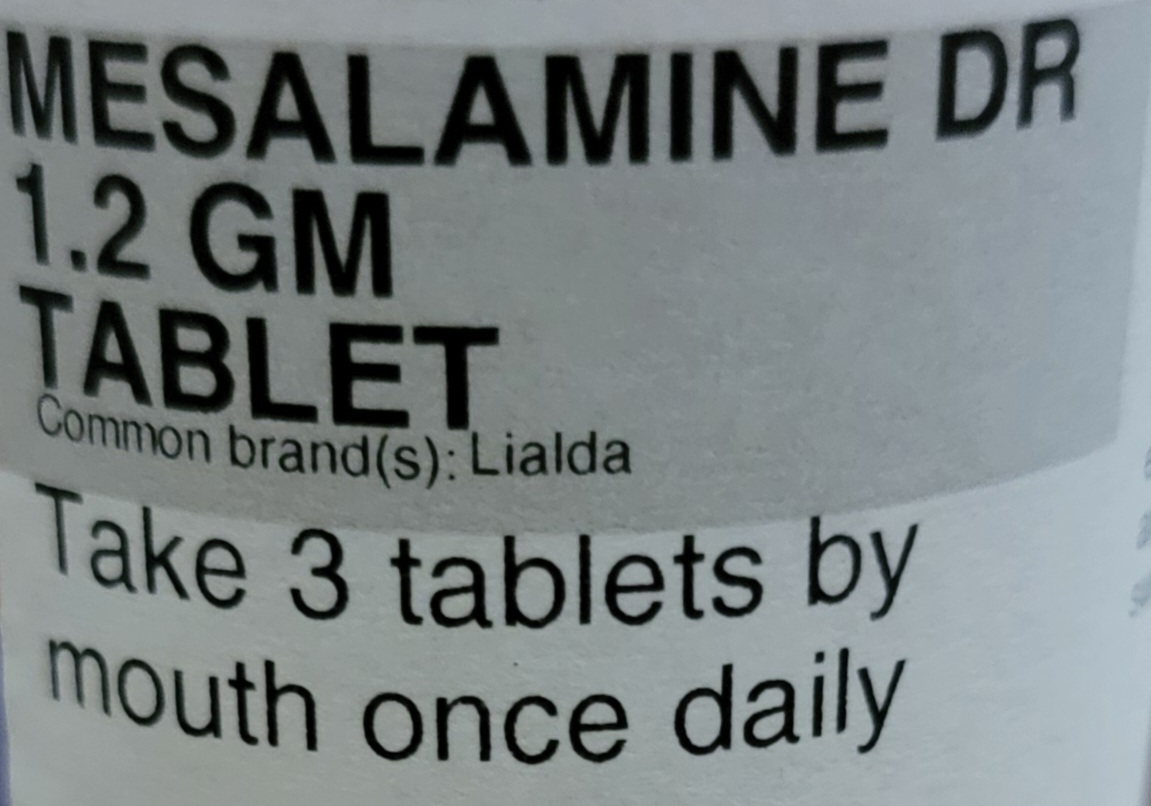 MESALAMINE DR
1.2 GM
TABLET
Common brand(s): Lialda
Take 3 tablets by
mouth once daily